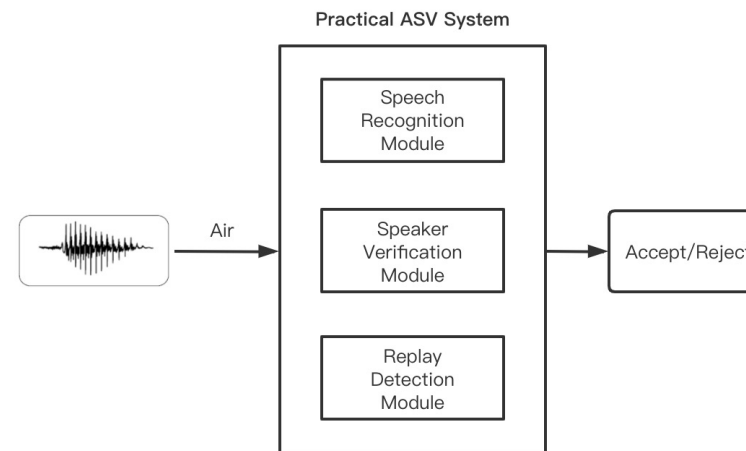 Practical ASV System
Speech
Recognition
Module
Air
Speaker
Verification
Module
Accept/Reject
Replay
Detection
Module